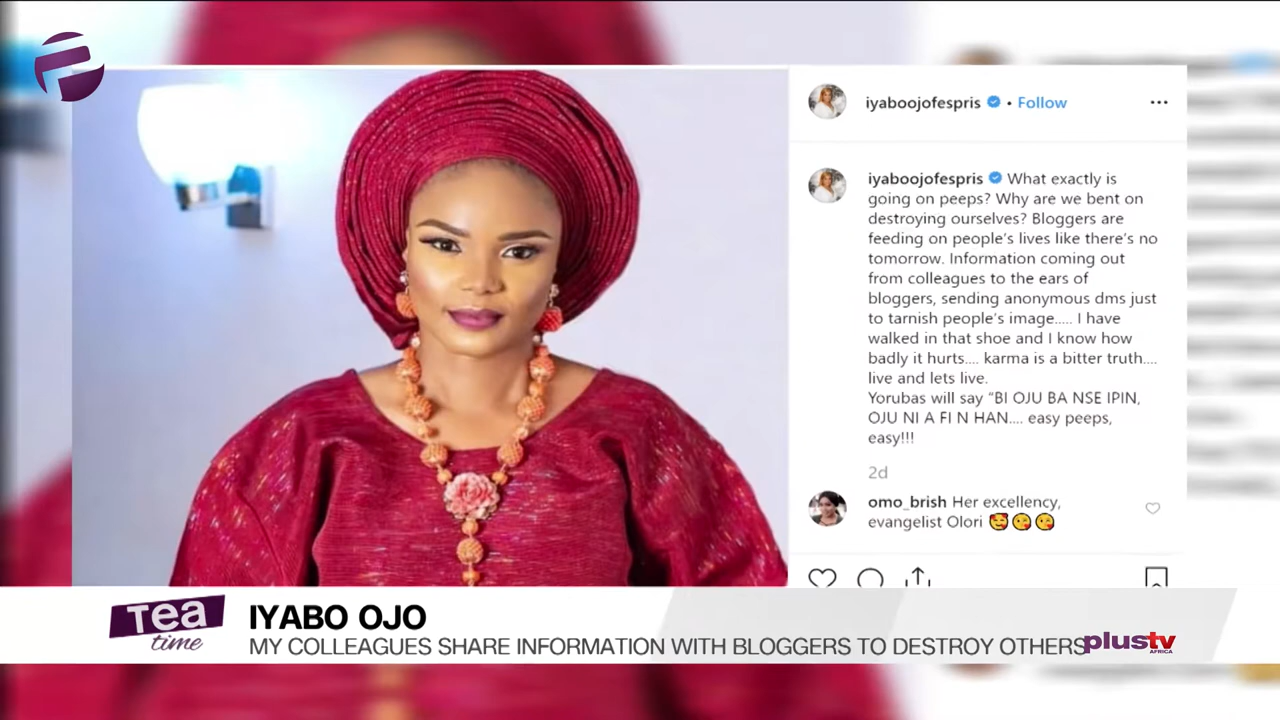 iyaboojofespris • Follow
iyaboojofespris What exactly is
going on peeps? Why are we bent on
destroying ourselves? Bloggers are
feeding on people's lives like there's no
tomorrow. Information coming out
from colleagues to the ears of
bloggers, sending anonymous dms just
to tarnish people's image..... I have
walked in that shoe and I know how
badly it hurts.... karma is a bitter truth....
live and lets live.
Yorubas will say "BI OJU BA NSE IPIN,
OJU NI A FI N HAN.... easy peeps,
easy!!!
2d
omo_brish Her excellency,
evangelist Olori 🥰😘😘
Tea
time
IYABO OJO
MY COLLEAGUES SHARE INFORMATION WITH BLOGGERS TO DESTROY OTHERS
plustv
AFRICA